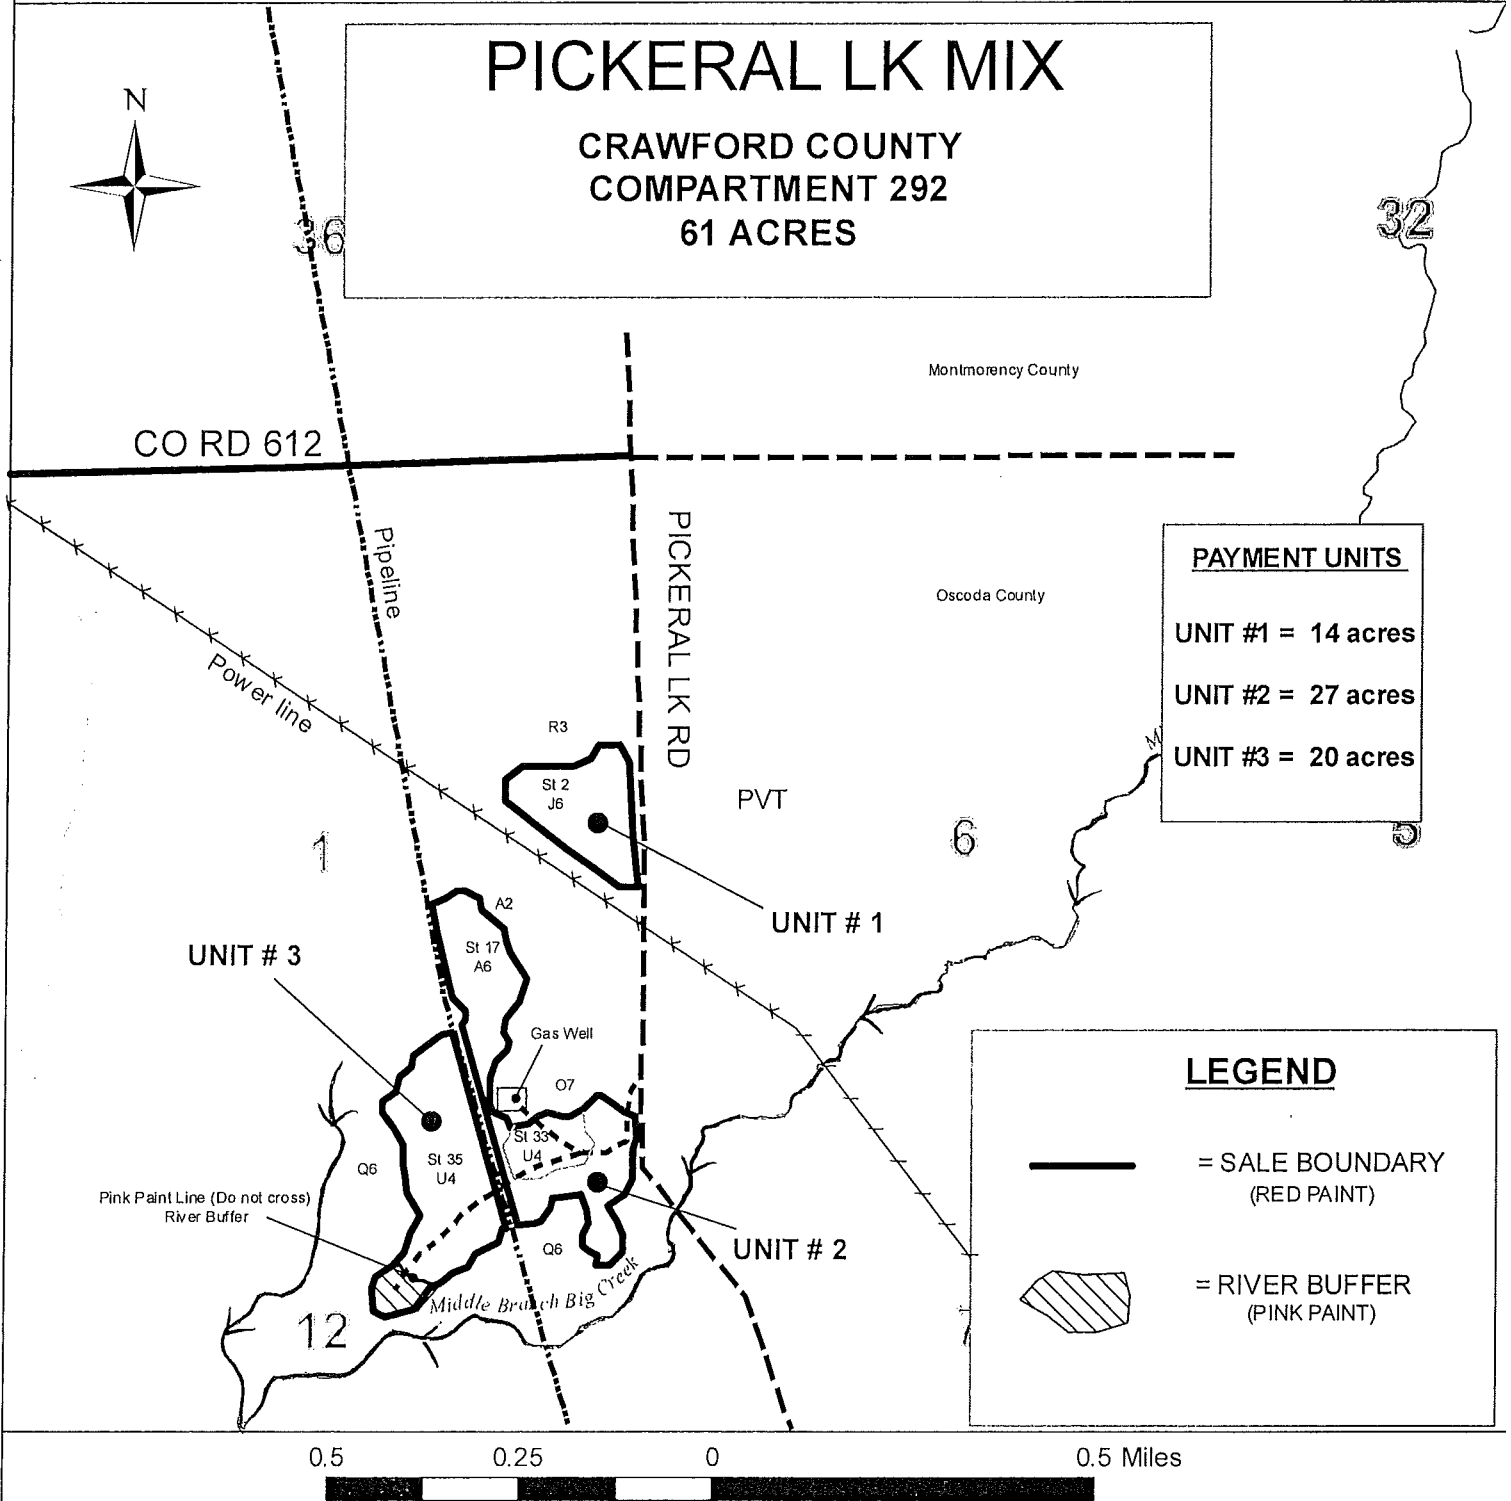 PICKERAL LK MIX
CRAWFORD COUNTY
COMPARTMENT 292
61 ACRES
N
36
32
Montmorency County
CO RD 612
Pipeline
PICKERAL LK RD
Oscoda County
PAYMENT UNITS
UNIT #1 = 14 acres
UNIT #2 = 27 acres
UNIT #3 = 20 acres
Power line
R3
St 2
J6
PVT
1
6
5
A2
UNIT # 1
St 17
A6
UNIT # 3
Gas Well
O7
St 33
U4
St 35
U4
Q6
Pink Paint Line (Do not cross)
River Buffer
Q6
UNIT # 2
Middle Branch Big Creek
12
LEGEND
= SALE BOUNDARY
(RED PAINT)
= RIVER BUFFER
(PINK PAINT)
0.5 0.25 0 0.5 Miles